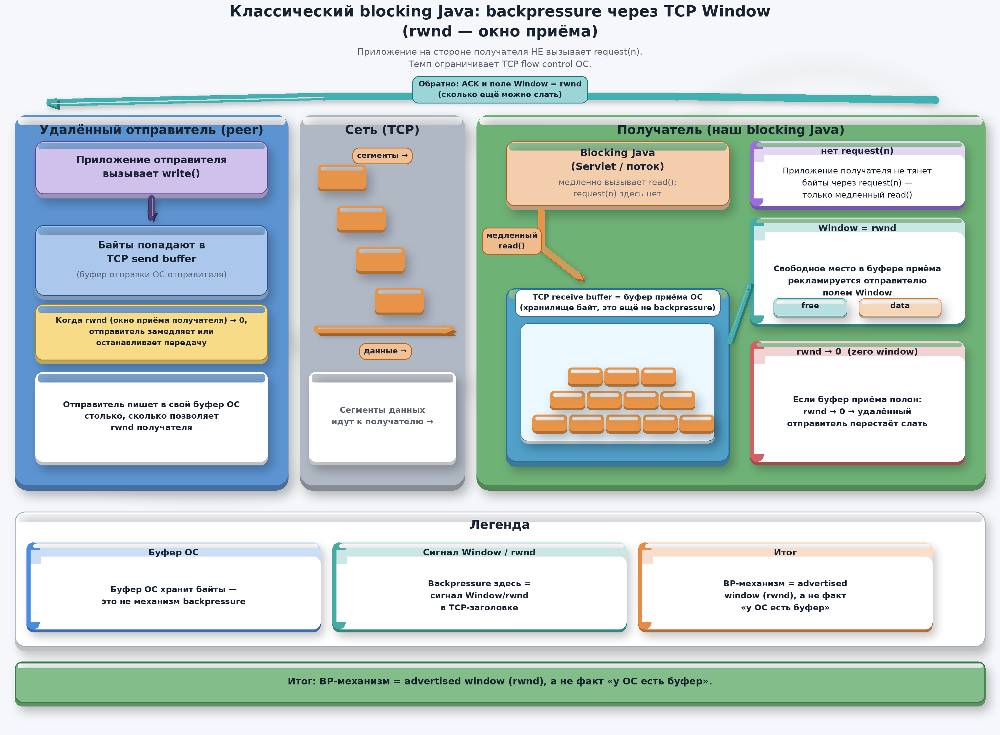 Классический blocking Java: backpressure через TCP Window
(rwnd — окно приёма)
Приложение на стороне получателя НЕ вызывает request(n).
Темп ограничивает TCP flow control ОС.
Обратно: ACK и поле Window = rwnd
(сколько ещё можно слать)
Удалённый отправитель (peer)
Приложение отправителя
вызывает write()
Байты попадают в
TCP send buffer
(буфер отправки ОС отправителя)
Когда rwnd (окно приёма получателя) → 0,
отправитель замедляет или
останавливает передачу
Отправитель пишет в свой буфер ОС
столько, сколько позволяет
rwnd получателя
Сеть (TCP)
сегменты →
данные →
Сегменты данных
идут к получателю →
Получатель (наш blocking Java)
Blocking Java
(Servlet / поток)
медленно вызывает read();
request(n) здесь нет
медленный
read()
TCP receive buffer = буфер приёма ОС
(хранилище байт, это ещё не backpressure)
нет request(n)
Приложение получателя не тянет
байты через request(n) —
только медленный read()
Window = rwnd
Свободное место в буфере приёма
рекламируется отправителю
полем Window
free
data
rwnd → 0 (zero window)
Если буфер приёма полон:
rwnd → 0 → удалённый
отправитель перестаёт слать
Легенда
Буфер ОС
Буфер ОС хранит байты —
это не механизм backpressure
Сигнал Window / rwnd
Backpressure здесь =
сигнал Window/rwnd
в TCP-заголовке
Итог
BP-механизм = advertised
window (rwnd), а не факт
«у ОС есть буфер»
Итог: BP-механизм = advertised window (rwnd), а не факт «у ОС есть буфер».